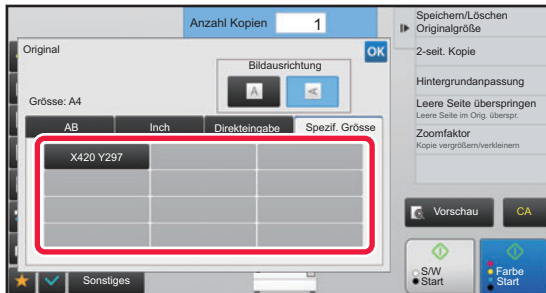 Anzahl Kopien 1
Original
OK
Bildausrichtung
A A
Grösse: A4
AB Inch Direkteingabe Spezif. Grösse
X420 Y297
Sonstiges
Speichern/Löschen
Originalgröße
2-seit. Kopie
Hintergrundanpassung
Leere Seite überspringen
Leere Seite im Orig. überspr.
Zoomfaktor
Kopie vergrößern/verkleinern
Vorschau
CA
S/W
Start
Farbe
Start